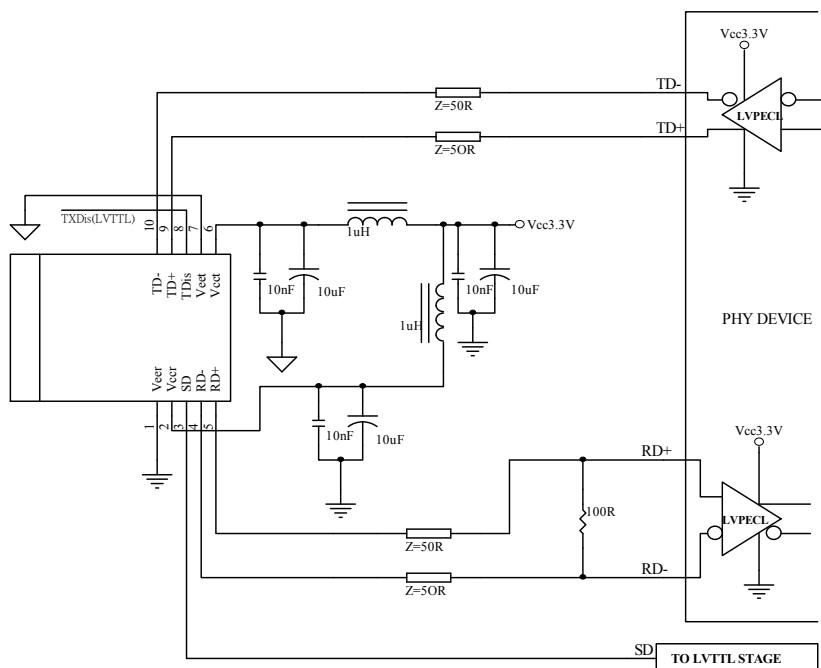 Vcc3.3V
TD-
Z=50R
LVPECL
TD+
Z=5OR
TXDis(LVTTL)
10
9
8
7
6
1uH
Vcc3.3V
TD-
TD+
TDis
Veet
Vcct
10nF
10uF
10nF
10uF
1uH
PHY DEVICE
Veer
Vccr
SD
RD-
RD+
1
2
3
4
5
10nF
10uF
Vcc3.3V
RD+
100R
LVPECL
Z=50R
RD-
Z=5OR
SD
TO LVTTL STAGE